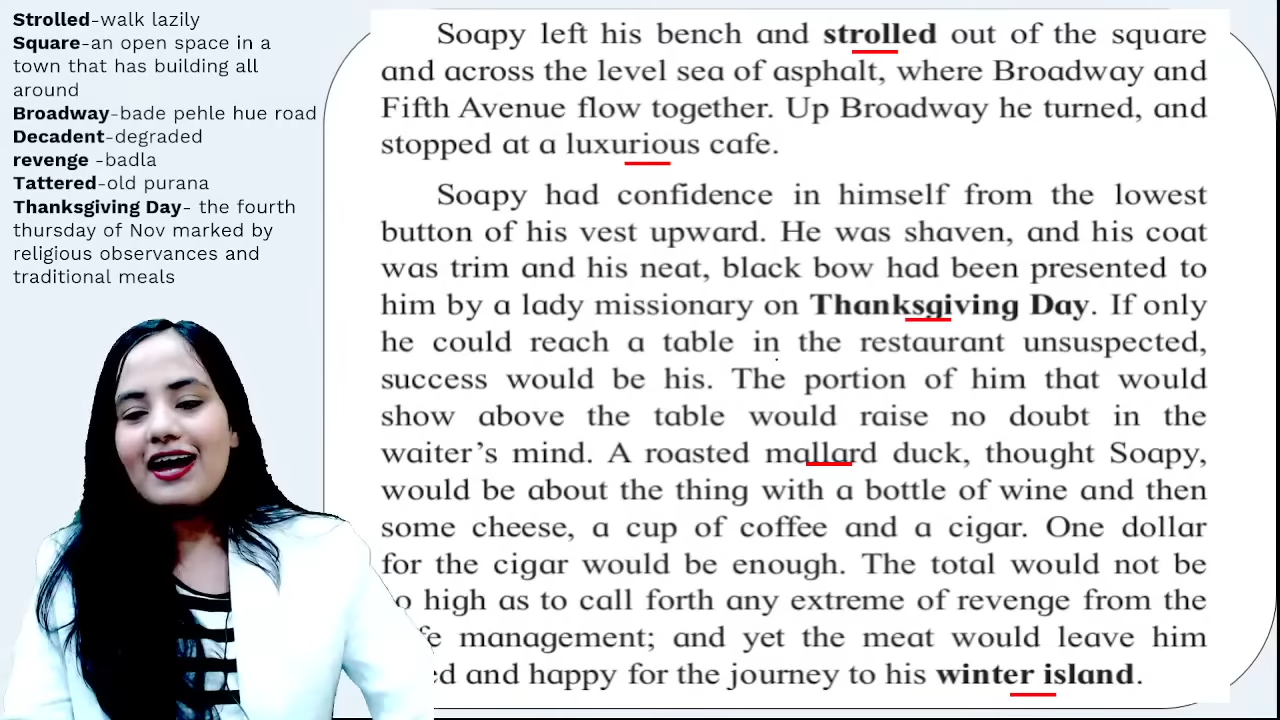 Strolled-walk lazily
Square-an open space in a
town that has building all
around
Broadway-bade pehle hue road
Decadent-degraded
revenge -badla
Tattered-old purana
Thanksgiving Day- the fourth
thursday of Nov marked by
religious observances and
traditional meals
Soapy left his bench and strolled out of the square
and across the level sea of asphalt, where Broadway and
Fifth Avenue flow together. Up Broadway he turned, and
stopped at a luxurious cafe.
Soapy had confidence in himself from the lowest
button of his vest upward. He was shaven, and his coat
was trim and his neat, black bow had been presented to
him by a lady missionary on Thanksgiving Day. If only
he could reach a table in the restaurant unsuspected,
success would be his. The portion of him that would
show above the table would raise no doubt in the
waiter's mind. A roasted mallard duck, thought Soapy,
would be about the thing with a bottle of wine and then
some cheese, a cup of coffee and a cigar. One dollar
for the cigar would be enough. The total would not be
high as to call forth any extreme of revenge from the
management; and yet the meat would leave him
and happy for the journey to his winter island.